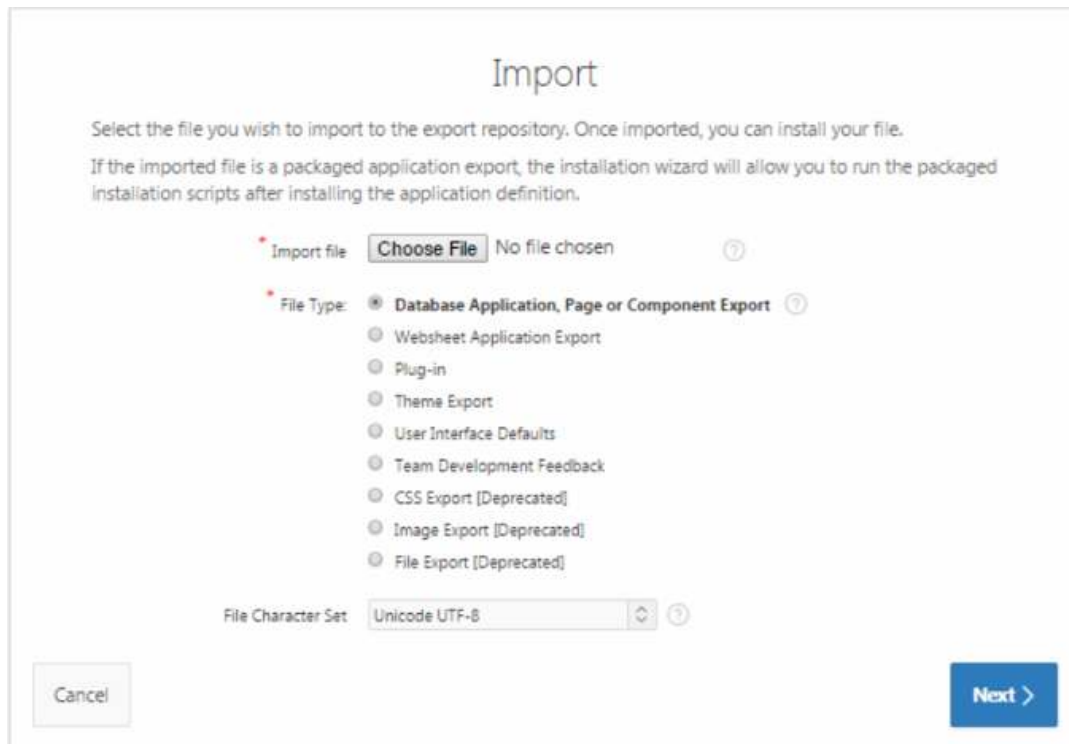 Import
Select the file you wish to import to the export repository. Once imported, you can install your file.
If the imported file is a packaged application export, the installation wizard will allow you to run the packaged
installation scripts after installing the application definition.
* Import file Choose File No file chosen ?
* File Type: Database Application, Page or Component Export ?
Websheet Application Export
Plug-in
Theme Export
User Interface Defaults
Team Development Feedback
CSS Export [Deprecated]
Image Export [Deprecated]
File Export [Deprecated]
File Character Set Unicode UTF-8 ?
Cancel
Next >